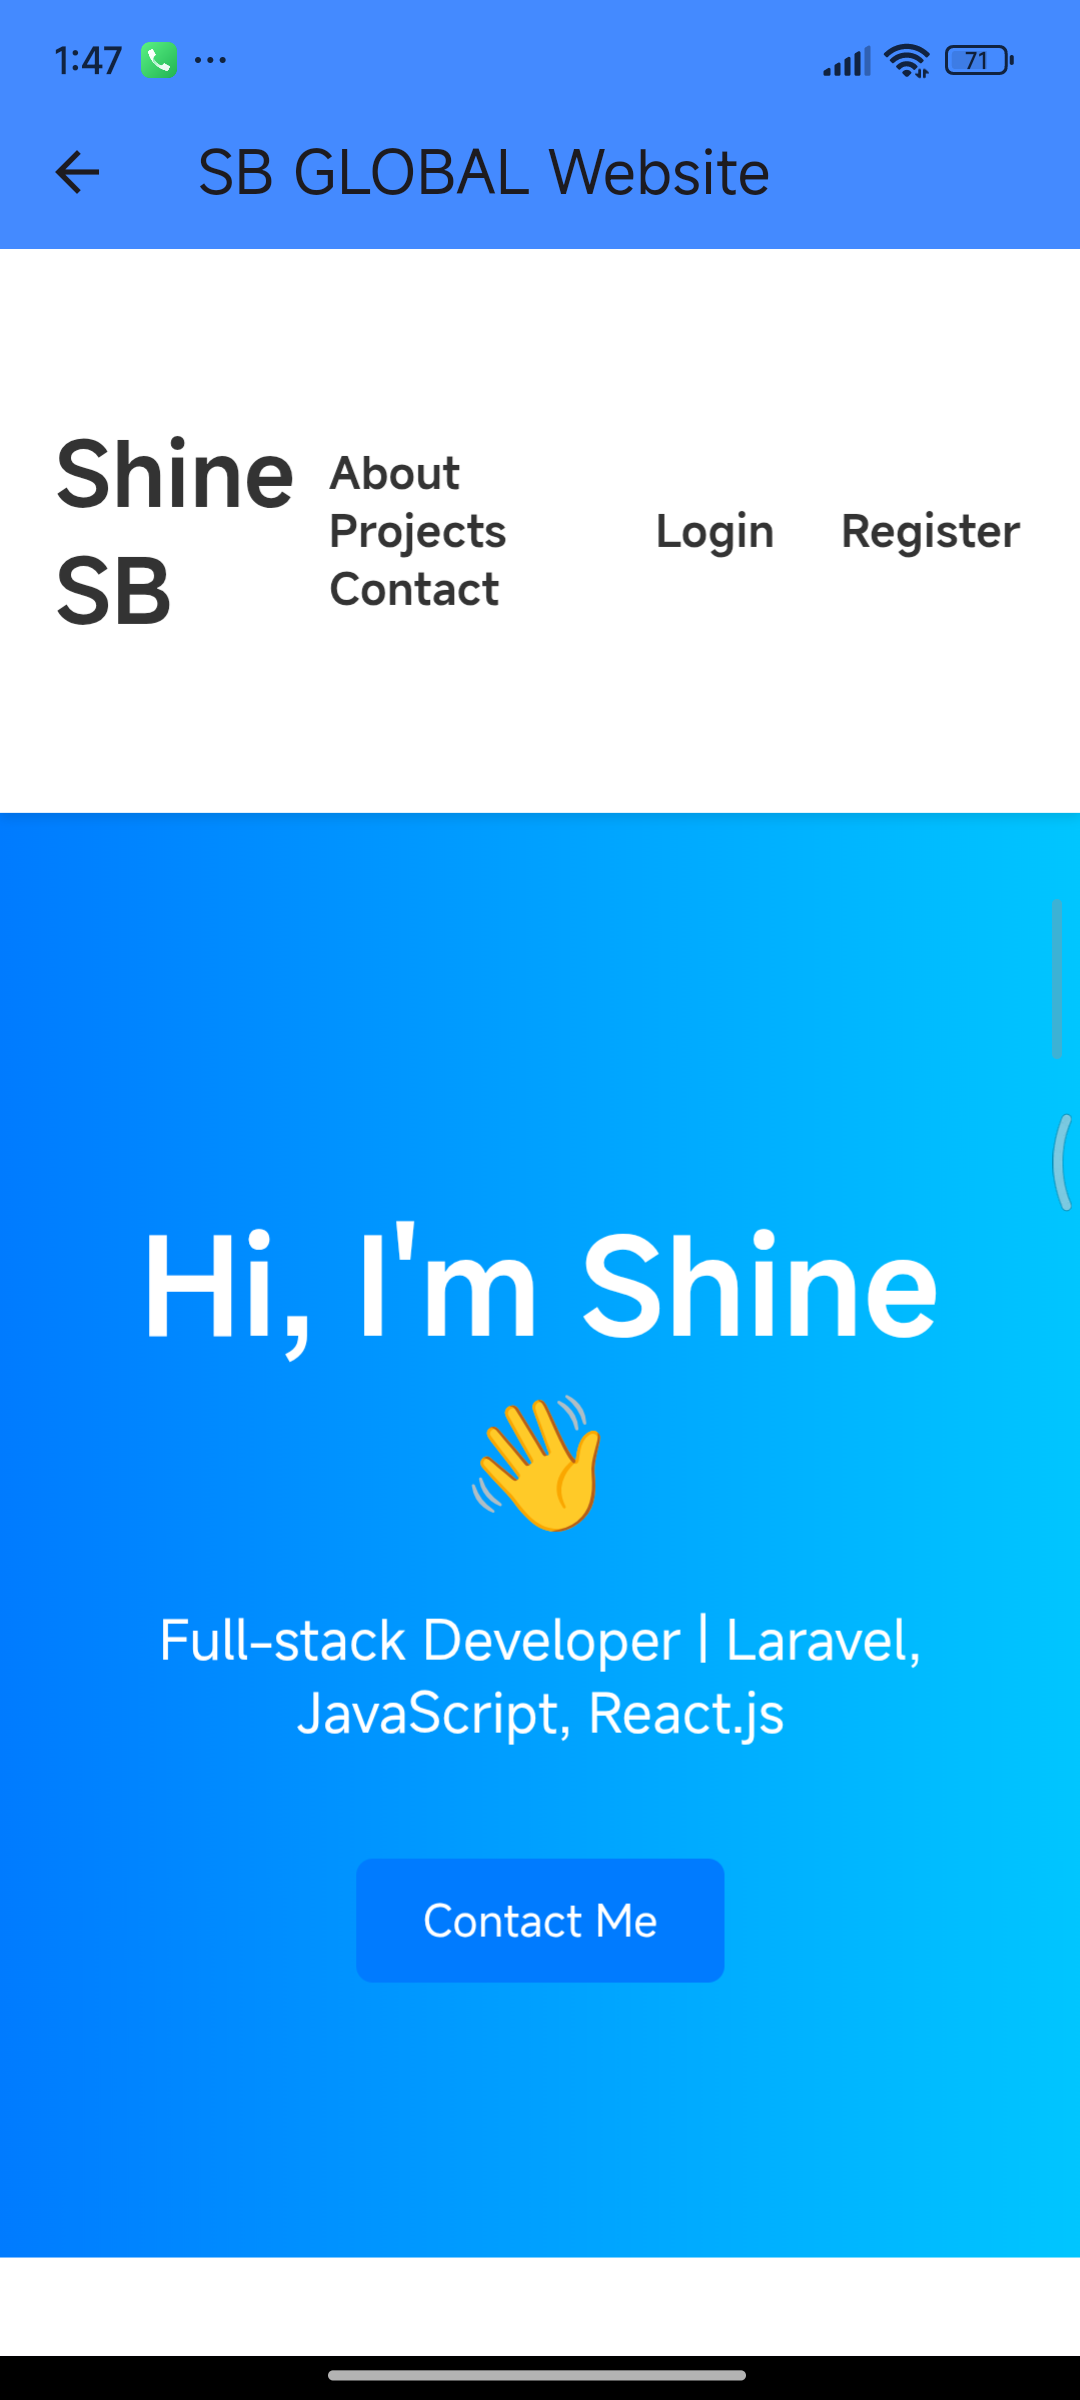 1:47
71
SB GLOBAL Website
Shine
SB
About
Projects
Contact
Login
Register
Hi, I'm Shine
👋
Full-stack Developer | Laravel,
JavaScript, React.js
Contact Me